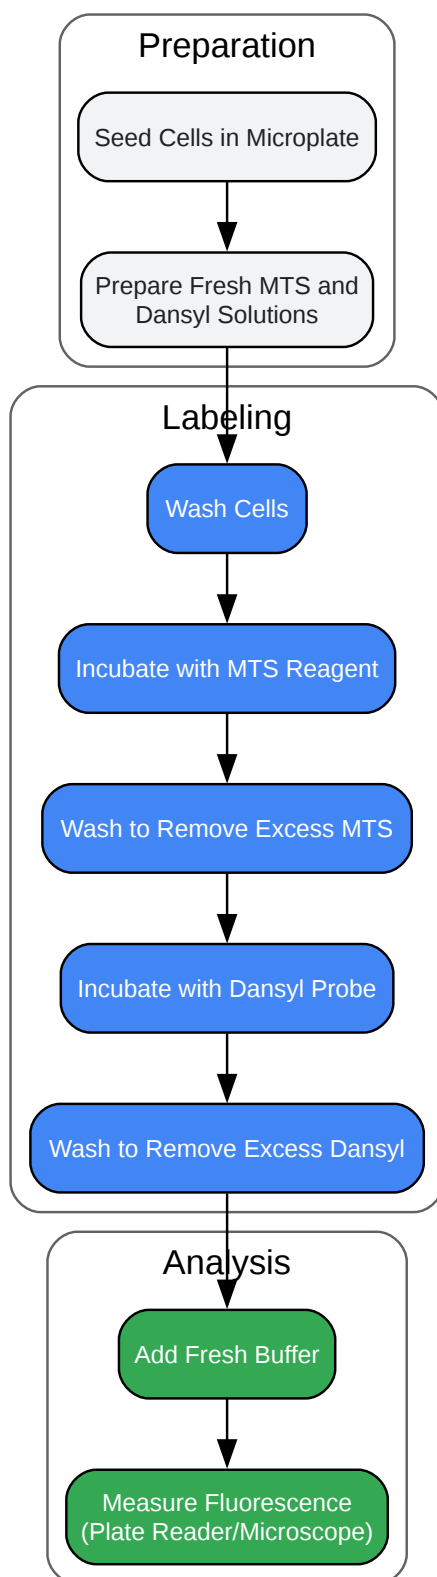 Preparation
Seed Cells in Microplate
Prepare Fresh MTS and
Dansyl Solutions
Labeling
Wash Cells
Incubate with MTS Reagent
Wash to Remove Excess MTS
Incubate with Dansyl Probe
Wash to Remove Excess Dansyl
Analysis
Add Fresh Buffer
Measure Fluorescence
(Plate Reader/Microscope)